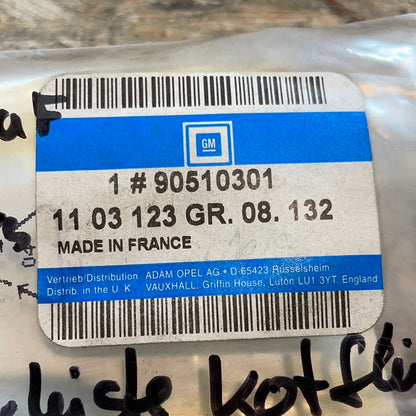 GM
1 # 90510301
11 03 123 GR. 08. 132
MADE IN FRANCE
Vertrieb/Distribution ADAM OPEL AG • D-65423 Rüsselsheim
Distrib. in the U. K. VAUXHALL, Griffin House, Luton LU1 3YT, England